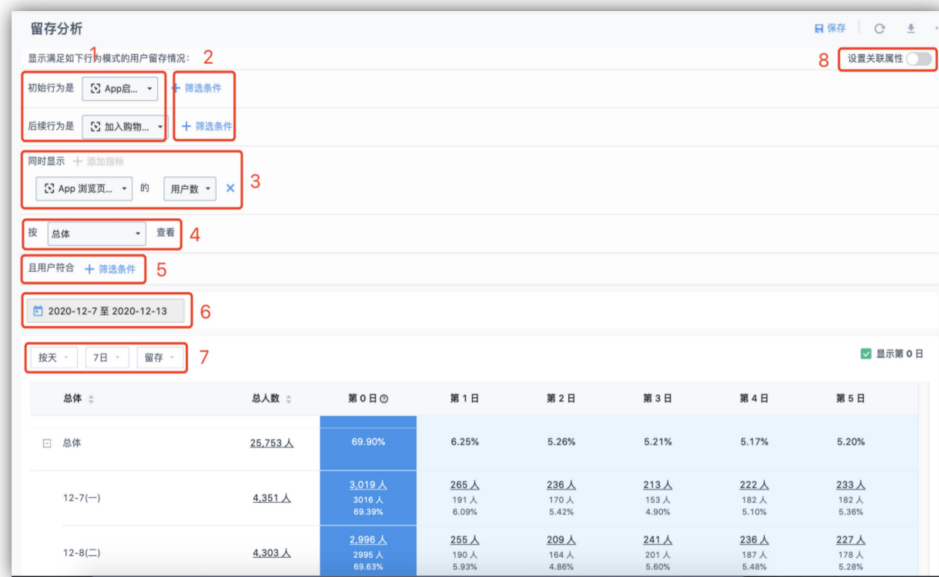 留存分析
保存
显示满足如下行为模式的用户留存情况:
1
2
8
设置关联属性
初始行为是 App启... 筛选条件
后续行为是 加入购物... 筛选条件
同时显示 添加指标
App 浏览页... 的 用户数
3
按 总体 查看
4
且用户符合 筛选条件
5
2020-12-7 至 2020-12-13
6
按天 7日 留存
7
显示第 0 日
总体 总人数 第 0 日 第 1 日 第 2 日 第 3 日 第 4 日 第 5 日
总体 25,753 人 69.90% 6.25% 5.26% 5.21% 5.17% 5.20%
3,019 人 265 人 236 人 213 人 222 人 233 人
12-7(一) 4,351 人 3016 人 191 人 170 人 153 人 182 人 182 人
69.39% 6.09% 5.42% 4.90% 5.10% 5.36%
2,996 人 255 人 209 人 241 人 236 人 227 人
12-8(二) 4,303 人 2995 人 190 人 164 人 201 人 187 人 178 人
69.63% 5.93% 4.86% 5.60% 5.48% 5.28%